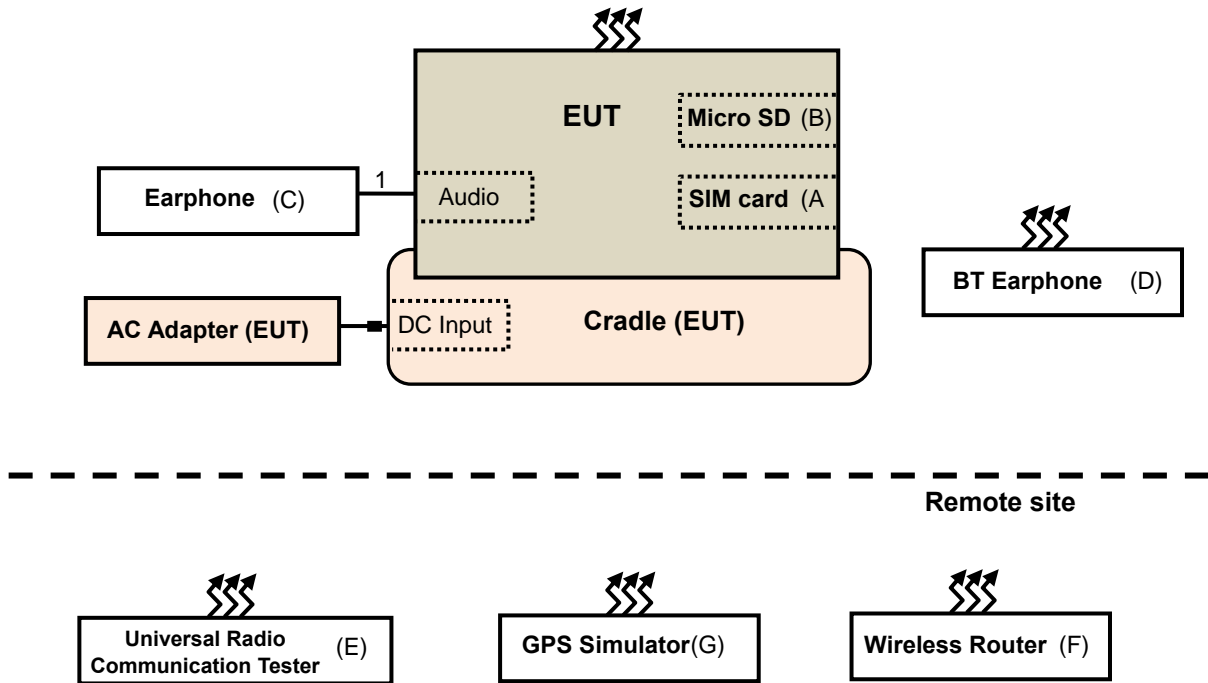 EUT
Micro SD (B)
Earphone (C)
1
Audio
SIM card (A
BT Earphone (D)
AC Adapter (EUT)
DC Input
Cradle (EUT)
Remote site
Universal Radio
Communication Tester
(E)
GPS Simulator(G)
Wireless Router (F)